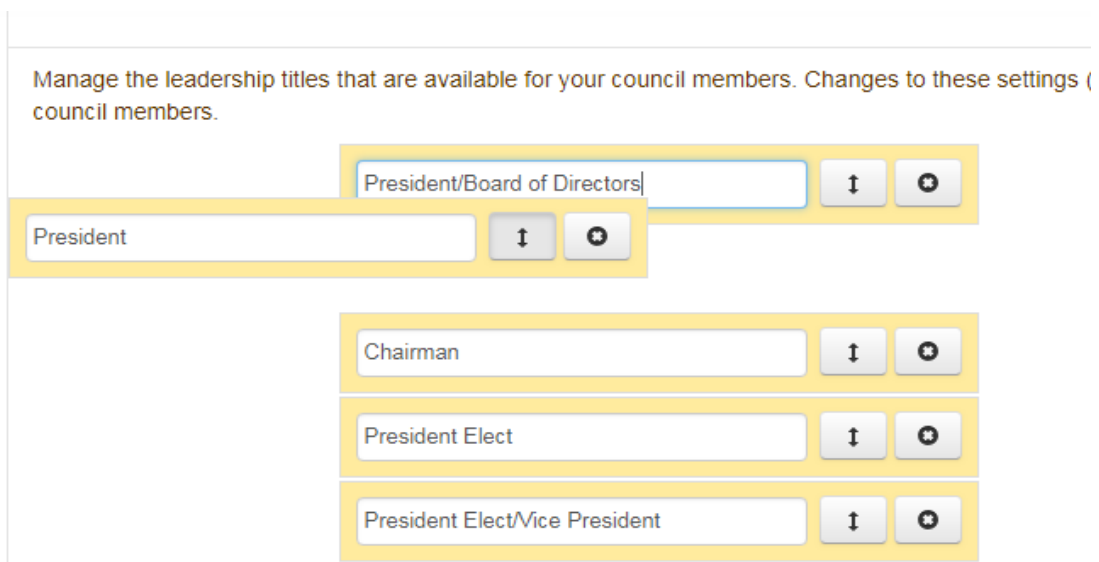 Manage the leadership titles that are available for your council members. Changes to these settings (
council members.
President/Board of Directors
President
Chairman
President Elect
President Elect/Vice President